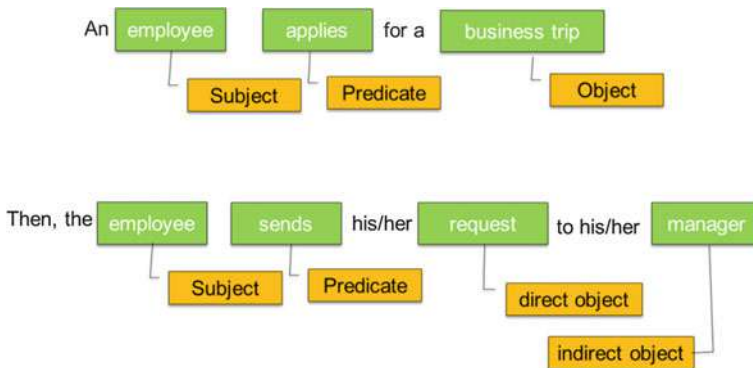 An employee applies for a business trip
Subject Predicate Object
Then, the employee sends his/her request to his/her manager
Subject Predicate
direct object
indirect object